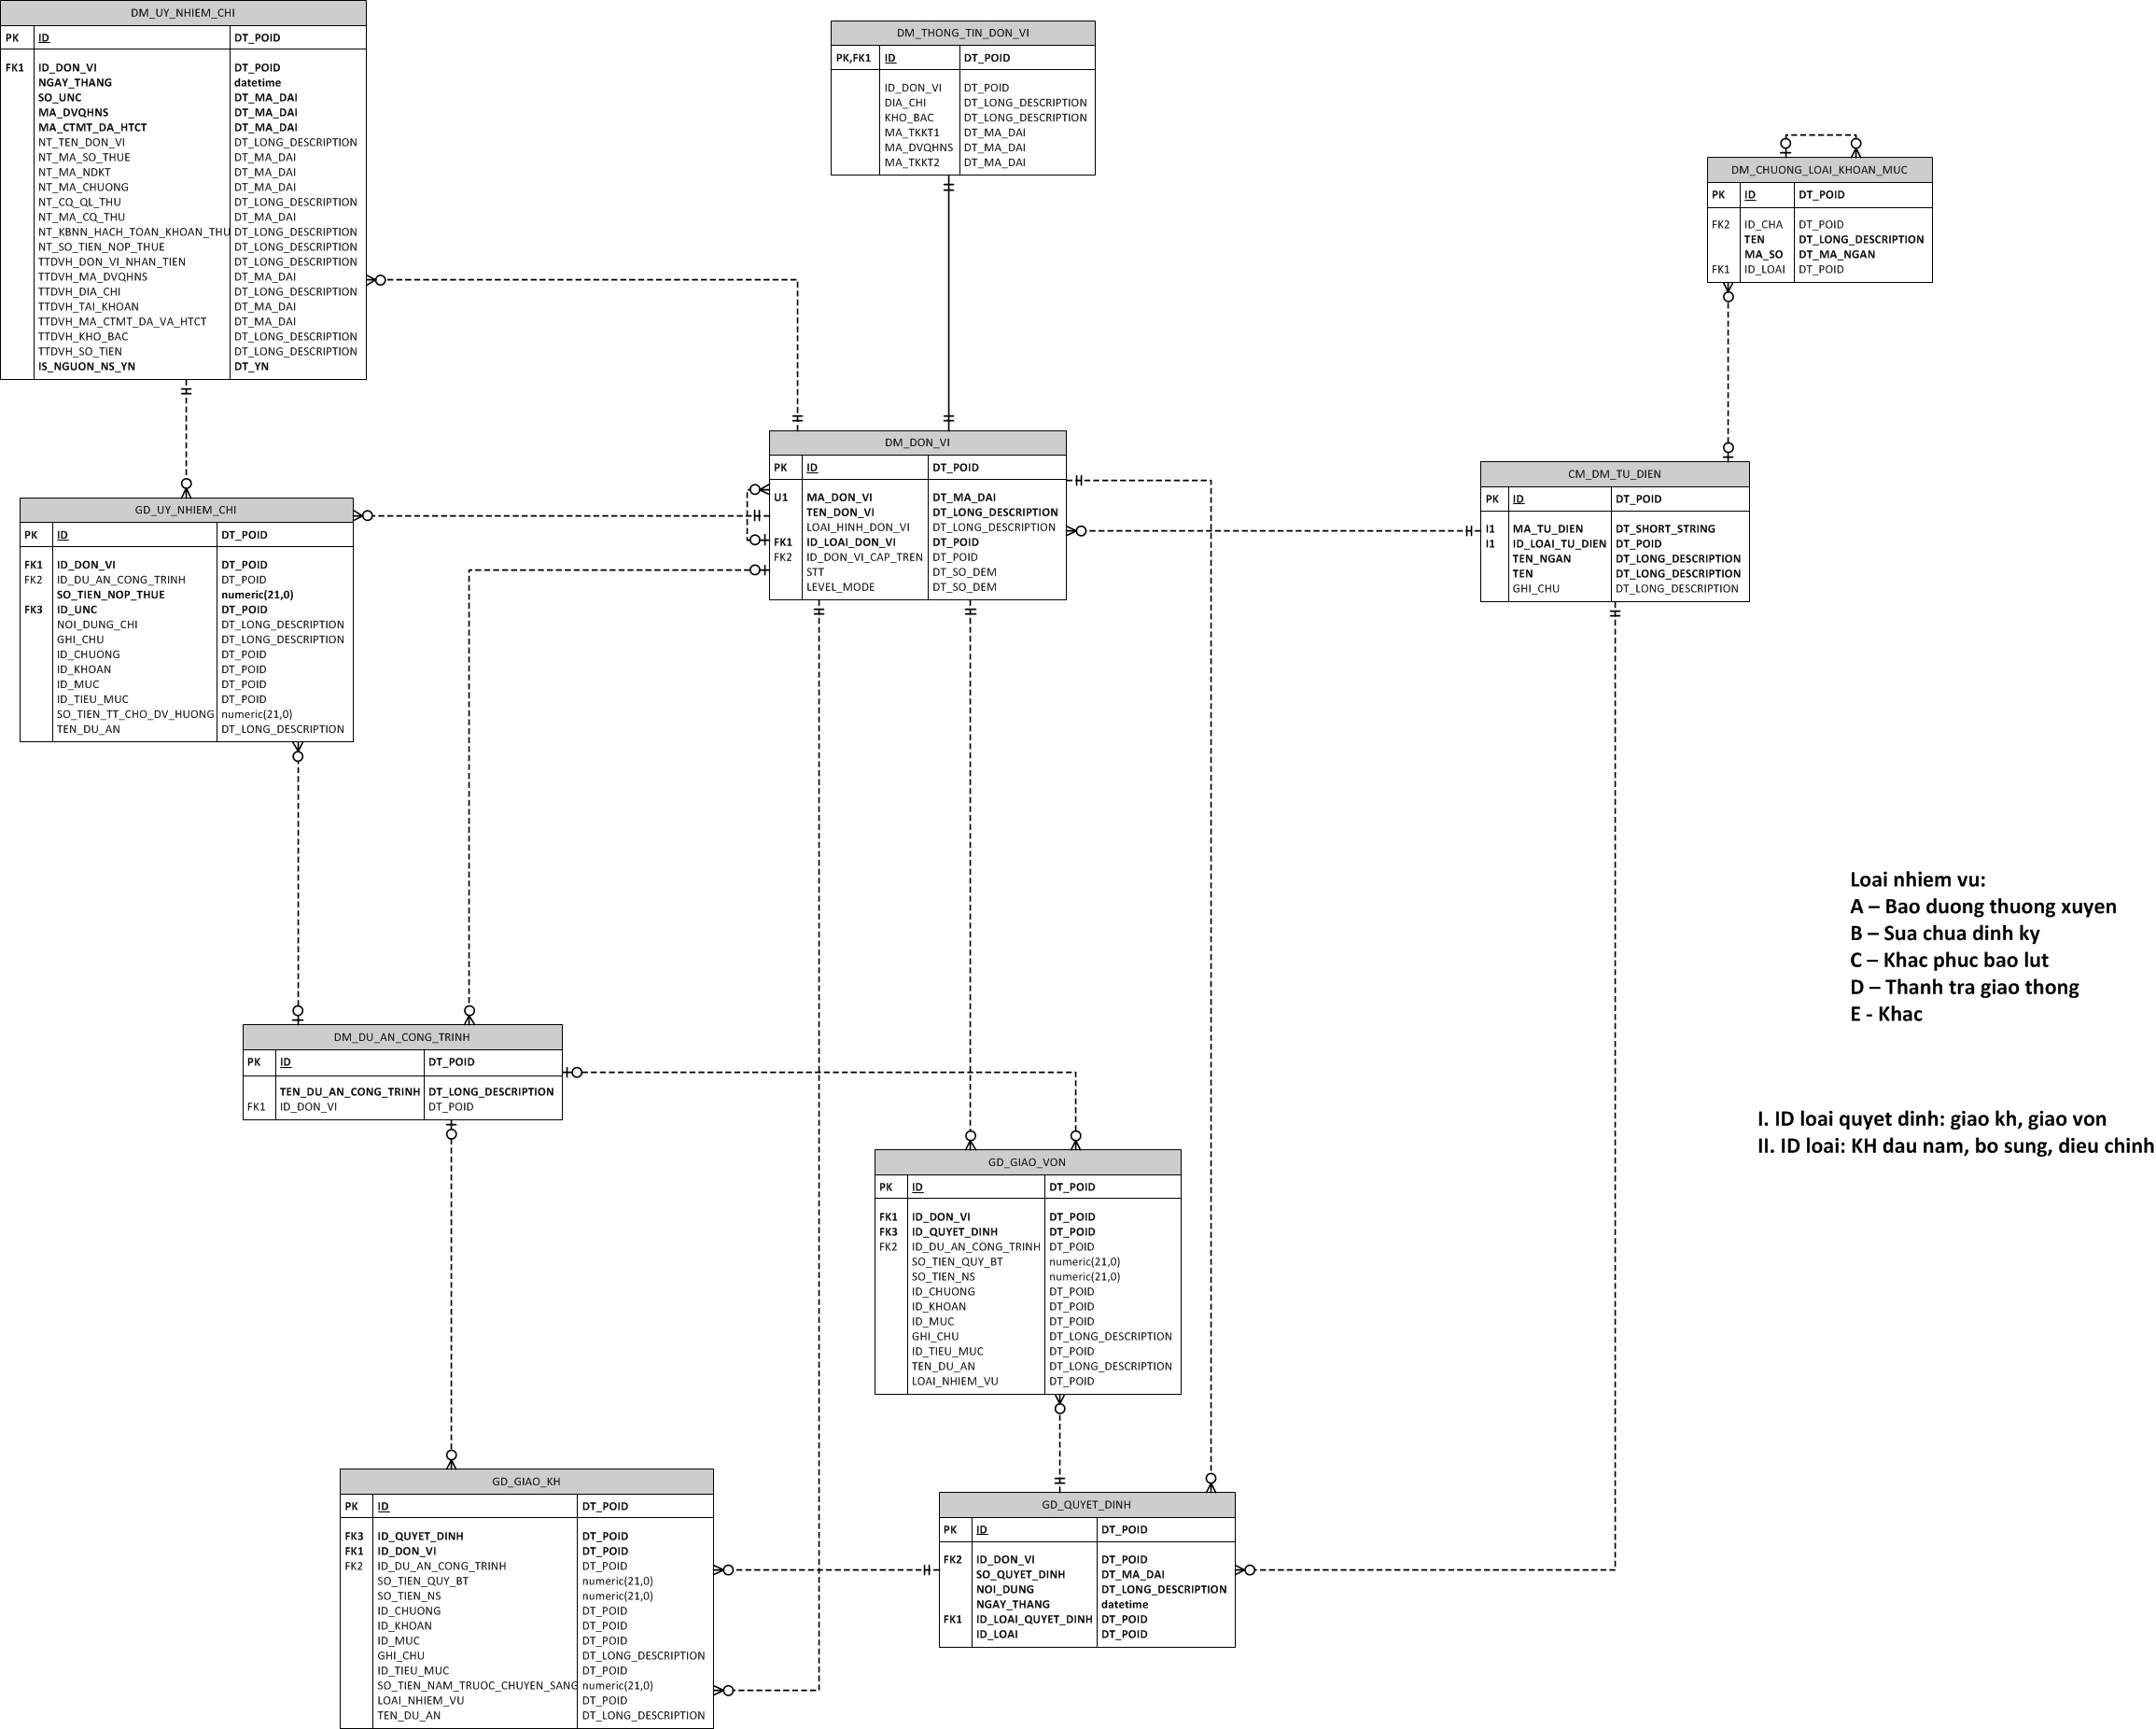 DM_UY_NHIEM_CHI
PK ID DT_POID
FK1 ID_DON_VI DT_POID
NGAY_THANG datetime
SO_UNC DT_MA_DAI
MA_DVQHNS DT_MA_DAI
MA_CTMT_DA_HTCT DT_MA_DAI
NT_TEN_DON_VI DT_LONG_DESCRIPTION
NT_MA_SO_THUE DT_MA_DAI
NT_MA_NDKT DT_MA_DAI
NT_MA_CHUONG DT_MA_DAI
NT_CQ_QL_THU DT_LONG_DESCRIPTION
NT_MA_CQ_THU DT_MA_DAI
NT_KBNN_HACH_TOAN_KHOAN_THU DT_LONG_DESCRIPTION
NT_SO_TIEN_NOP_THUE DT_LONG_DESCRIPTION
TTDVH_DON_VI_NHAN_TIEN DT_LONG_DESCRIPTION
TTDVH_MA_DVQHNS DT_MA_DAI
TTDVH_DIA_CHI DT_LONG_DESCRIPTION
TTDVH_TAI_KHOAN DT_MA_DAI
TTDVH_MA_CTMT_DA_VA_HTCT DT_MA_DAI
TTDVH_KHO_BAC DT_LONG_DESCRIPTION
TTDVH_SO_TIEN DT_LONG_DESCRIPTION
IS_NGUON_NS_YN DT_YN
DM_THONG_TIN_DON_VI
PK,FK1 ID DT_POID
ID_DON_VI DT_POID
DIA_CHI DT_LONG_DESCRIPTION
KHO_BAC DT_LONG_DESCRIPTION
MA_TKKT1 DT_MA_DAI
MA_DVQHNS DT_MA_DAI
MA_TKKT2 DT_MA_DAI
DM_CHUONG_LOAI_KHOAN_MUC
PK ID DT_POID
FK2 ID_CHA DT_POID
TEN DT_LONG_DESCRIPTION
MA_SO DT_MA_NGAN
FK1 ID_LOAI DT_POID
DM_DON_VI
PK ID DT_POID
U1 MA_DON_VI DT_MA_DAI
TEN_DON_VI DT_LONG_DESCRIPTION
LOAI_HINH_DON_VI DT_LONG_DESCRIPTION
FK1 ID_LOAI_DON_VI DT_POID
FK2 ID_DON_VI_CAP_TREN DT_POID
STT DT_SO_DEM
LEVEL_MODE DT_SO_DEM
CM_DM_TU_DIEN
PK ID DT_POID
I1 MA_TU_DIEN DT_SHORT_STRING
I1 ID_LOAI_TU_DIEN DT_POID
TEN_NGAN DT_LONG_DESCRIPTION
TEN DT_LONG_DESCRIPTION
GHI_CHU DT_LONG_DESCRIPTION
GD_UY_NHIEM_CHI
PK ID DT_POID
FK1 ID_DON_VI DT_POID
FK2 ID_DU_AN_CONG_TRINH DT_POID
SO_TIEN_NOP_THUE numeric(21,0)
FK3 ID_UNC DT_POID
NOI_DUNG_CHI DT_LONG_DESCRIPTION
GHI_CHU DT_LONG_DESCRIPTION
ID_CHUONG DT_POID
ID_KHOAN DT_POID
ID_MUC DT_POID
ID_TIEU_MUC DT_POID
SO_TIEN_TT_CHO_DV_HUONG numeric(21,0)
TEN_DU_AN DT_LONG_DESCRIPTION
Loai nhiem vu:
A – Bao duong thuong xuyen
B – Sua chua dinh ky
C – Khac phuc bao lut
D – Thanh tra giao thong
E - Khac
DM_DU_AN_CONG_TRINH
PK ID DT_POID
TEN_DU_AN_CONG_TRINH DT_LONG_DESCRIPTION
FK1 ID_DON_VI DT_POID
I. ID loai quyet dinh: giao kh, giao von
II. ID loai: KH dau nam, bo sung, dieu chinh
GD_GIAO_VON
PK ID DT_POID
FK1 ID_DON_VI DT_POID
FK3 ID_QUYET_DINH DT_POID
FK2 ID_DU_AN_CONG_TRINH DT_POID
SO_TIEN_QUY_BT numeric(21,0)
SO_TIEN_NS numeric(21,0)
ID_CHUONG DT_POID
ID_KHOAN DT_POID
ID_MUC DT_POID
GHI_CHU DT_LONG_DESCRIPTION
ID_TIEU_MUC DT_POID
TEN_DU_AN DT_LONG_DESCRIPTION
LOAI_NHIEM_VU DT_POID
GD_GIAO_KH
PK ID DT_POID
FK3 ID_QUYET_DINH DT_POID
FK1 ID_DON_VI DT_POID
FK2 ID_DU_AN_CONG_TRINH DT_POID
SO_TIEN_QUY_BT numeric(21,0)
SO_TIEN_NS numeric(21,0)
ID_CHUONG DT_POID
ID_KHOAN DT_POID
ID_MUC DT_POID
GHI_CHU DT_LONG_DESCRIPTION
ID_TIEU_MUC DT_POID
SO_TIEN_NAM_TRUOC_CHUYEN_SANG numeric(21,0)
LOAI_NHIEM_VU DT_POID
TEN_DU_AN DT_LONG_DESCRIPTION
GD_QUYET_DINH
PK ID DT_POID
FK2 ID_DON_VI DT_POID
SO_QUYET_DINH DT_MA_DAI
NOI_DUNG DT_LONG_DESCRIPTION
NGAY_THANG datetime
FK1 ID_LOAI_QUYET_DINH DT_POID
ID_LOAI DT_POID